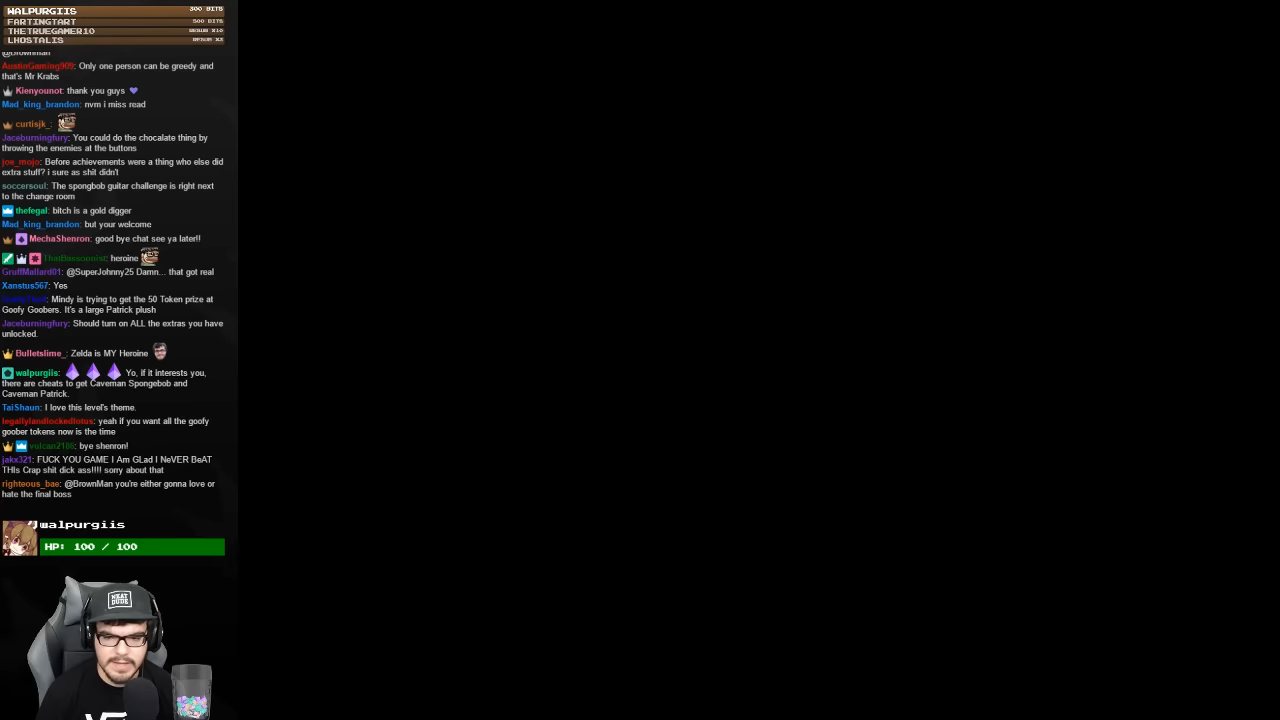 WALPURGIIS 300 BITS
FARTINGTART 500 BITS
THETRUEGAMER10
LHOSTALIS
@Brownman
AustinGaming909: Only one person can be greedy and
that's Mr Krabs
Kienyounot: thank you guys
Mad_king_brandon: nvm i miss read
curtisjk_:
Jaceburningfury: You could do the chocalate thing by
throwing the enemies at the buttons
joe_mojo: Before achievements were a thing who else did
extra stuff? i sure as shit didn't
soccersoul: The spongbob guitar challenge is right next
to the change room
thefegal: bitch is a gold digger
Mad_king_brandon: but your welcome
MechaShenron: good bye chat see ya later!!
ThatHassoonist: heroine
GruffMallard01: @SuperJohnny25 Damn... that got real
Xanstus567: Yes
Mindy is trying to get the 50 Token prize at
Goofy Goobers. It's a large Patrick plush
Jaceburningfury: Should turn on ALL the extras you have
unlocked.
Bulletslime_: Zelda is MY Heroine
walpurgiis: Yo, if it interests you,
there are cheats to get Caveman Spongebob and
Caveman Patrick.
TaiShaun: I love this level's theme.
legallylandlockedlotus: yeah if you want all the goofy
goober tokens now is the time
vulcan2186: bye shenron!
jakx321: FUCK YOU GAME I Am GLad I NeVER BeAT
THIs Crap shit dick ass!!!! sorry about that
righteous_bae: @BrownMan you're either gonna love or
hate the final boss
walpurgiis
HP: 100 / 100
NEAT
DUDE